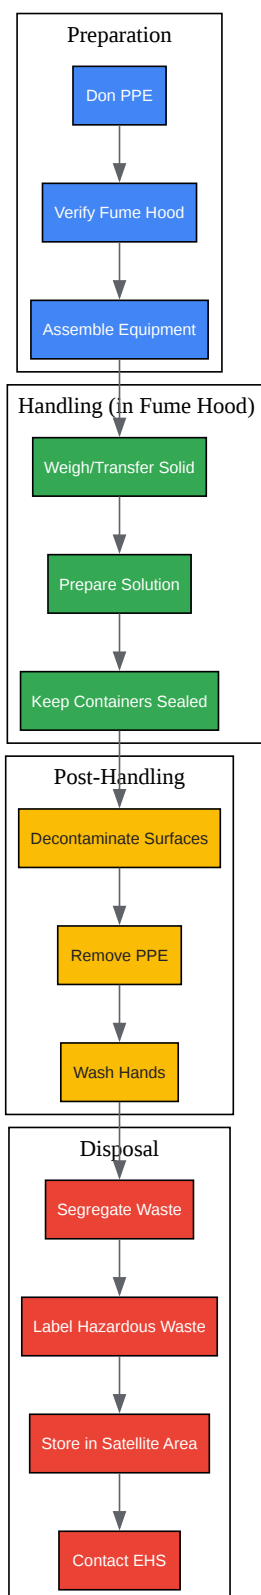 Preparation
Don PPE
Verify Fume Hood
Assemble Equipment
Handling (in Fume Hood)
Weigh/Transfer Solid
Prepare Solution
Keep Containers Sealed
Post-Handling
Decontaminate Surfaces
Remove PPE
Wash Hands
Disposal
Segregate Waste
Label Hazardous Waste
Store in Satellite Area
Contact EHS